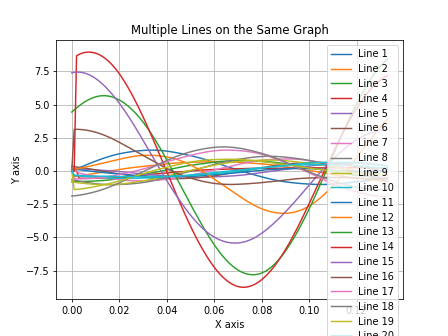 Multiple Lines on the Same Graph
Y axis
7.5
5.0
2.5
0.0
−2.5
−5.0
−7.5
0.00
0.02
0.04
0.06
0.08
0.10
X axis
Line 1
Line 2
Line 3
Line 4
Line 5
Line 6
Line 7
Line 8
Line 9
Line 10
Line 11
Line 12
Line 13
Line 14
Line 15
Line 16
Line 17
Line 18
Line 19
Line 20